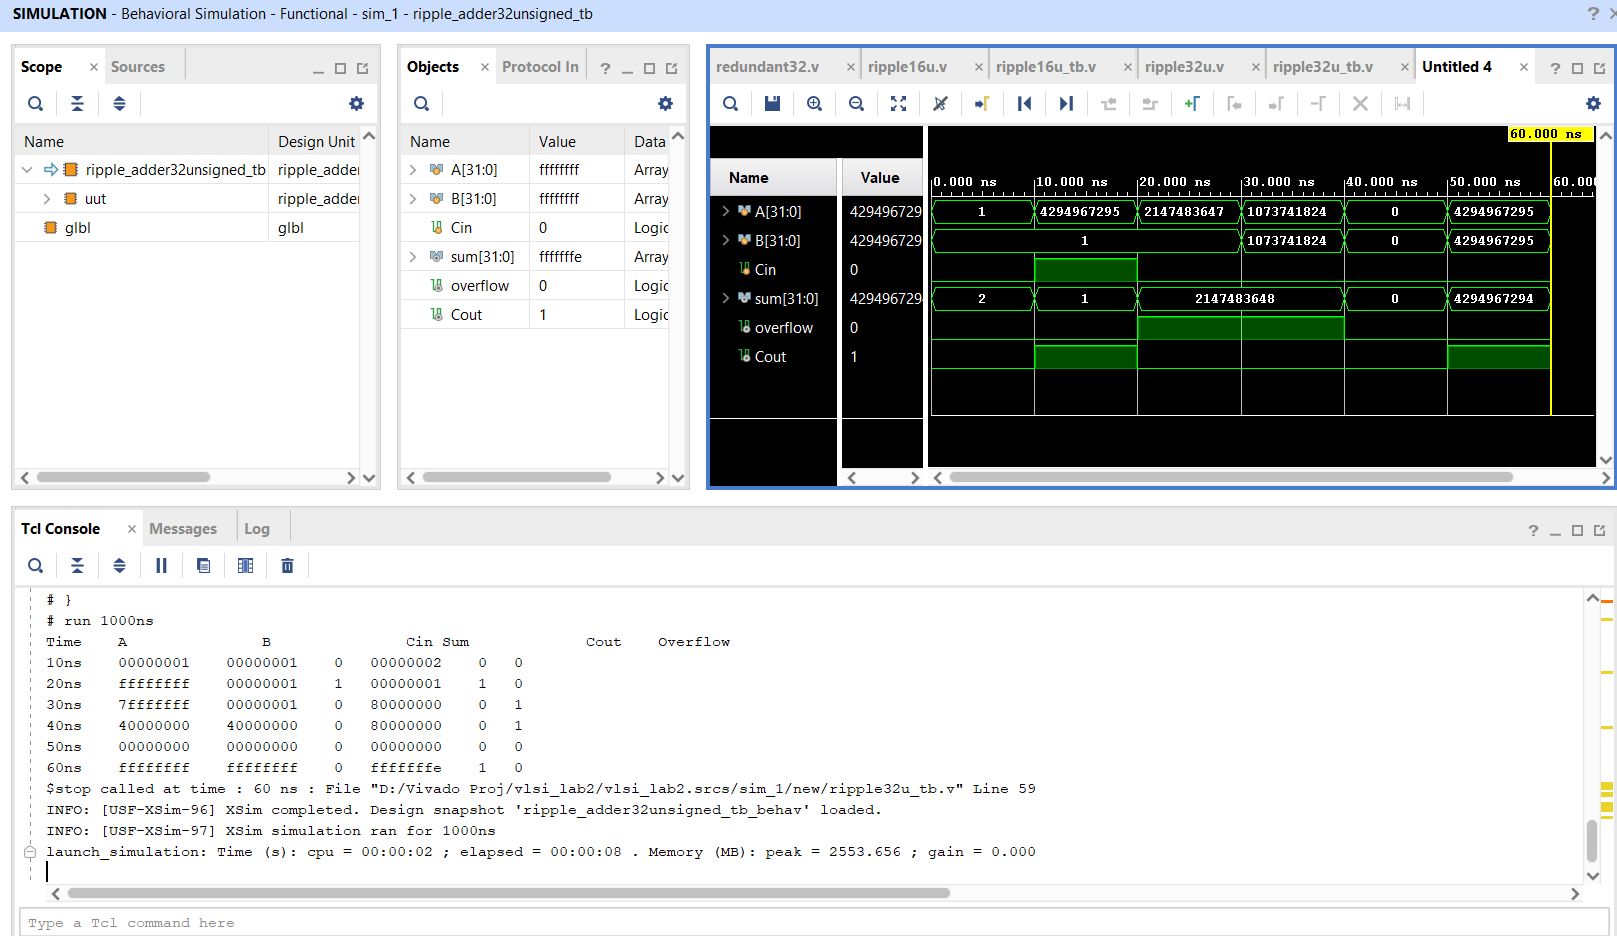 SIMULATION - Behavioral Simulation - Functional - sim_1 - ripple_adder32unsigned_tb
?
Scope
Sources
Name Design Unit
ripple_adder32unsigned_tb ripple_adder
uut ripple_adder
glbl glbl
Objects
Protocol In
?
Name Value Data
A[31:0] ffffffff Array
B[31:0] ffffffff Array
Cin 0 Logic
sum[31:0] fffffffe Array
overflow 0 Logic
Cout 1 Logic
redundant32.v ripple16u.v ripple16u_tb.v ripple32u.v ripple32u_tb.v Untitled 4 ?
60.000 ns
Name Value
0.000 ns 10.000 ns 20.000 ns 30.000 ns 40.000 ns 50.000 ns 60.000
A[31:0] 429496729 1 4294967295 2147483647 1073741824 0 4294967295
B[31:0] 429496729 1 1073741824 0 4294967295
Cin 0
sum[31:0] 429496729 2 1 2147483648 0 4294967294
overflow 0
Cout 1
Tcl Console
Messages
Log
?
# }
# run 1000ns
Time A B Cin Sum Cout Overflow
10ns 00000001 00000001 0 00000002 0 0
20ns ffffffff 00000001 1 00000001 1 0
30ns 7fffffff 00000001 0 80000000 0 1
40ns 40000000 40000000 0 80000000 0 1
50ns 00000000 00000000 0 00000000 0 0
60ns ffffffff ffffffff 0 fffffffe 1 0
$stop called at time : 60 ns : File "D:/Vivado Proj/vlsi_lab2/vlsi_lab2.srcs/sim_1/new/ripple32u_tb.v" Line 59
INFO: [USF-XSim-96] XSim completed. Design snapshot 'ripple_adder32unsigned_tb_behav' loaded.
INFO: [USF-XSim-97] XSim simulation ran for 1000ns
launch_simulation: Time (s): cpu = 00:00:02 ; elapsed = 00:00:08 . Memory (MB): peak = 2553.656 ; gain = 0.000
Type a Tcl command here